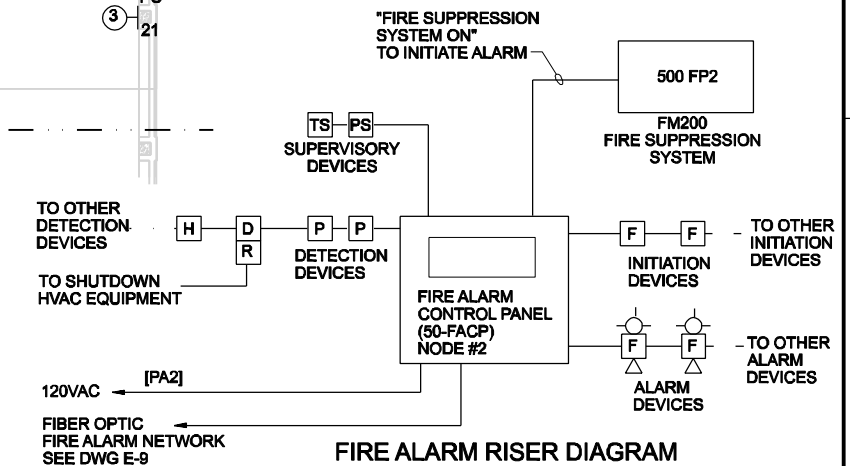 3
21
"FIRE SUPPRESSION
SYSTEM ON"
TO INITIATE ALARM
500 FP2
FM200
FIRE SUPPRESSION
SYSTEM
TS PS
SUPERVISORY
DEVICES
TO OTHER
DETECTION
DEVICES
H D P P
R
DETECTION
DEVICES
TO SHUTDOWN
HVAC EQUIPMENT
FIRE ALARM
CONTROL PANEL
(50-FACP)
NODE #2
F F
TO OTHER
INITIATION
DEVICES
INITIATION
DEVICES
F F
TO OTHER
ALARM
DEVICES
ALARM
DEVICES
120VAC
[PA2]
FIBER OPTIC
FIRE ALARM NETWORK
SEE DWG E-9
FIRE ALARM RISER DIAGRAM